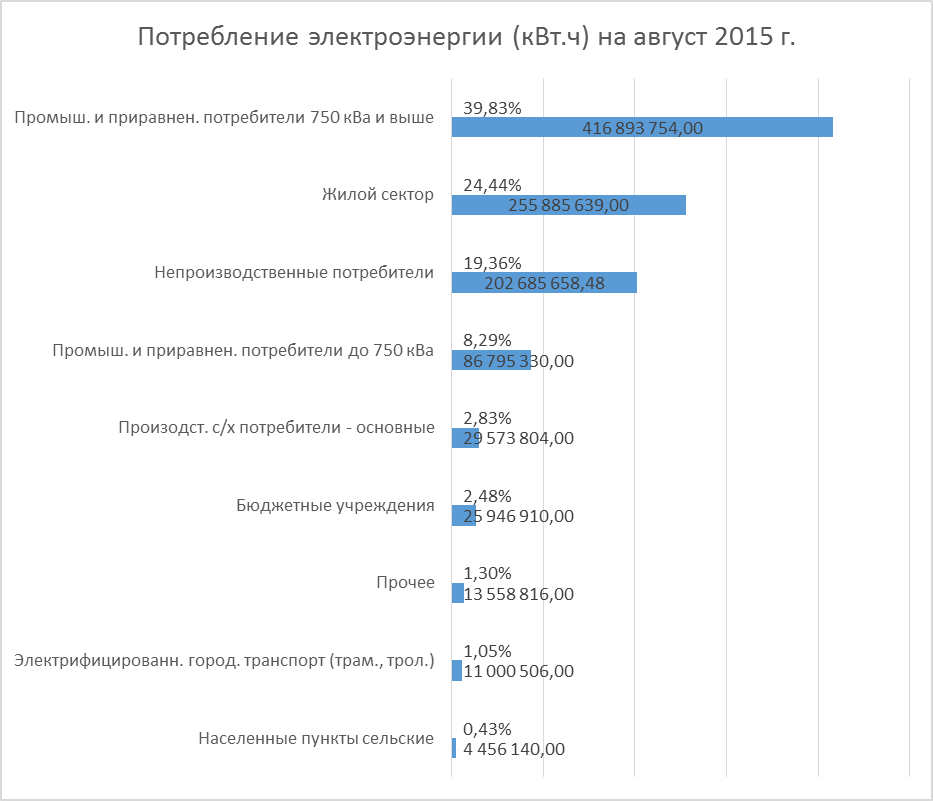 Потребление электроэнергии (кВт.ч) на август 2015 г.
Промыш. и приравнен. потребители 750 кВа и выше
39,83%
416 893 754,00
Жилой сектор
24,44%
255 885 639,00
Непроизводственные потребители
19,36%
202 685 658,48
Промыш. и приравнен. потребители до 750 кВа
8,29%
86 795 330,00
Произодст. с/х потребители - основные
2,83%
29 573 804,00
Бюджетные учреждения
2,48%
25 946 910,00
Прочее
1,30%
13 558 816,00
Электрифицированн. город. транспорт (трам., трол.)
1,05%
11 000 506,00
Населенные пункты сельские
0,43%
4 456 140,00